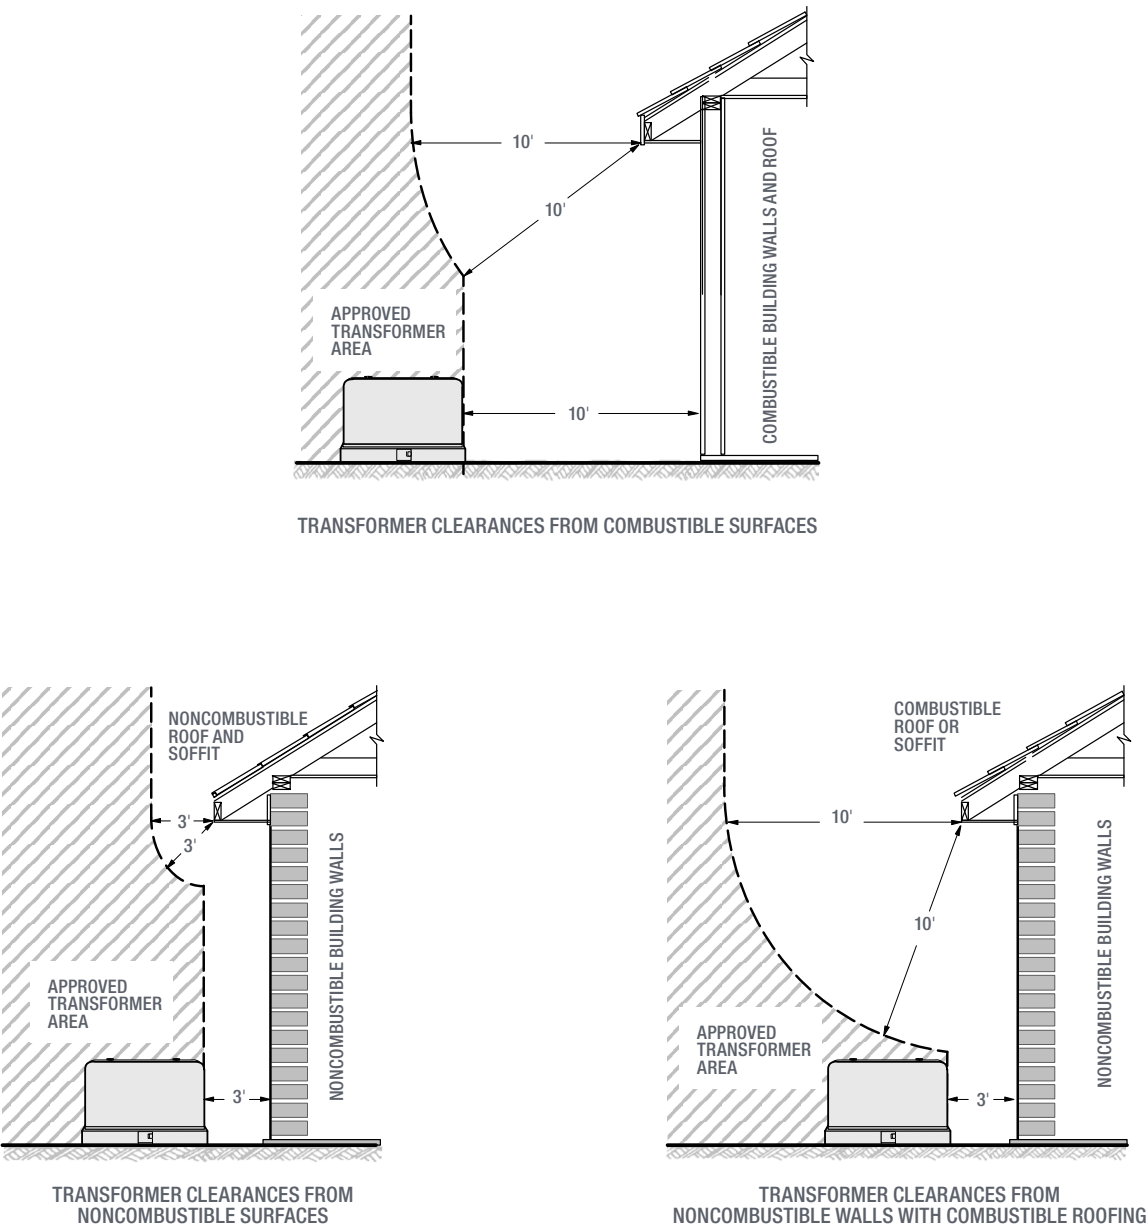 10'
10'
APPROVED
TRANSFORMER
AREA
10'
COMBUSTIBLE BUILDING WALLS AND ROOF
TRANSFORMER CLEARANCES FROM COMBUSTIBLE SURFACES
NONCOMBUSTIBLE
ROOF AND
SOFFIT
3'
3'
APPROVED
TRANSFORMER
AREA
3'
NONCOMBUSTIBLE BUILDING WALLS
TRANSFORMER CLEARANCES FROM
NONCOMBUSTIBLE SURFACES
COMBUSTIBLE
ROOF OR
SOFFIT
10'
10'
APPROVED
TRANSFORMER
AREA
3'
NONCOMBUSTIBLE BUILDING WALLS
TRANSFORMER CLEARANCES FROM
NONCOMBUSTIBLE WALLS WITH COMBUSTIBLE ROOFING